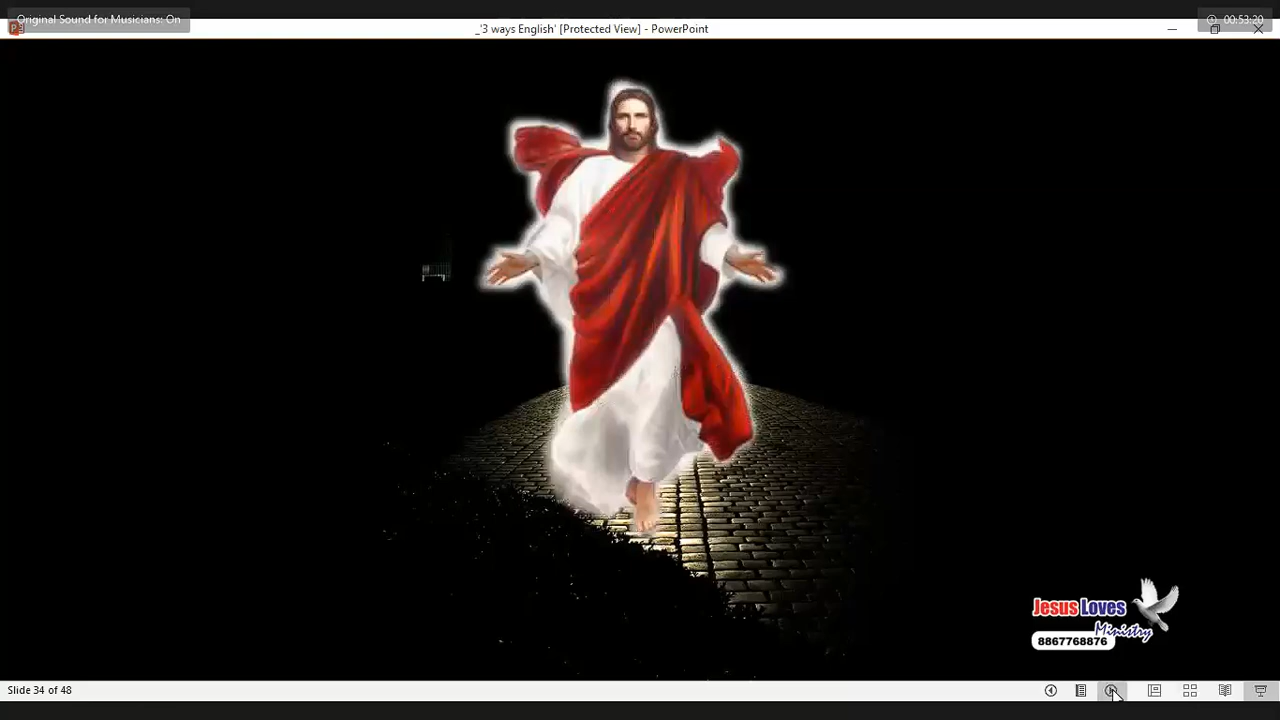 Original Sound for Musicians: On
00:53:20
_'3 ways English' [Protected View] - PowerPoint
Jesus Loves
Ministry
8867768876
Slide 34 of 48